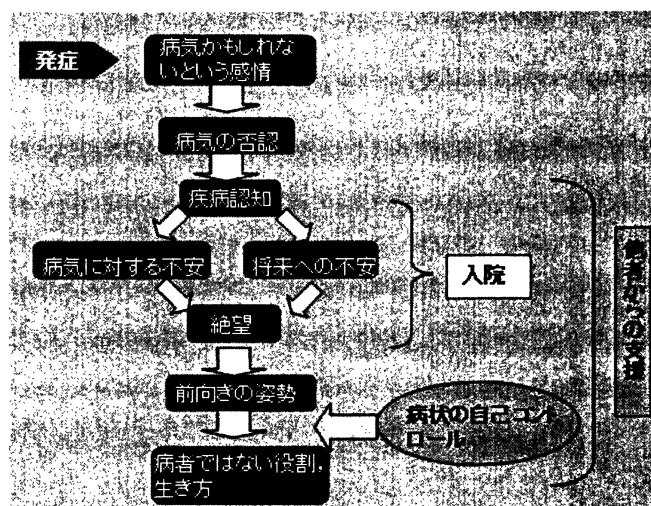 発症
病気かもしれな
いという感情
病気の否認
疾病認知
病気に対する不安
将来への不安
入院
絶望
前向きの姿勢
病状の自己コント
ロール
病者ではない役割，
生き方
患者からの支援